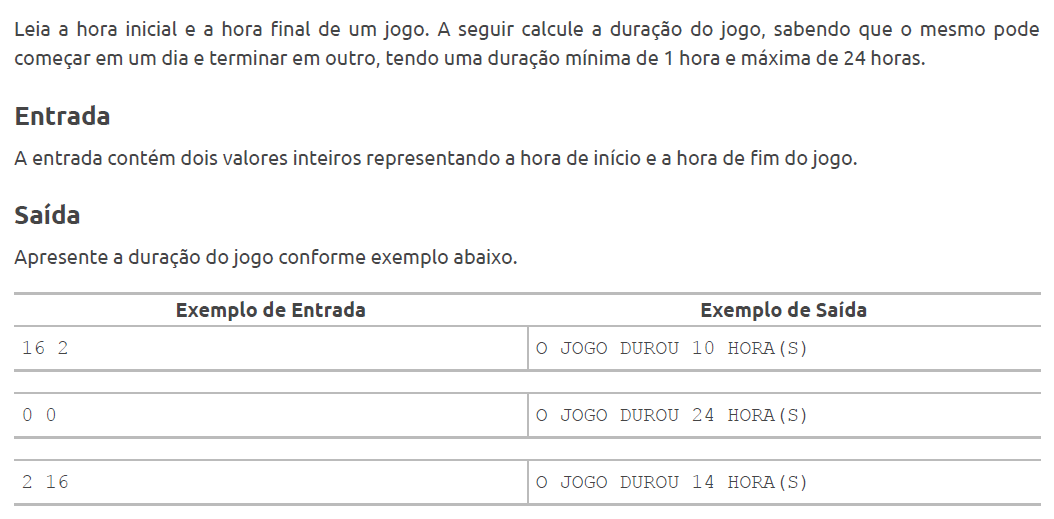 Leia a hora inicial e a hora final de um jogo. A seguir calcule a duração do jogo, sabendo que o mesmo pode
começar em um dia e terminar em outro, tendo uma duração mínima de 1 hora e máxima de 24 horas.
Entrada
A entrada contém dois valores inteiros representando a hora de início e a hora de fim do jogo.
Saída
Apresente a duração do jogo conforme exemplo abaixo.
Exemplo de Entrada Exemplo de Saída
16 2 O JOGO DUROU 10 HORA(S)
0 0 O JOGO DUROU 24 HORA(S)
2 16 O JOGO DUROU 14 HORA(S)